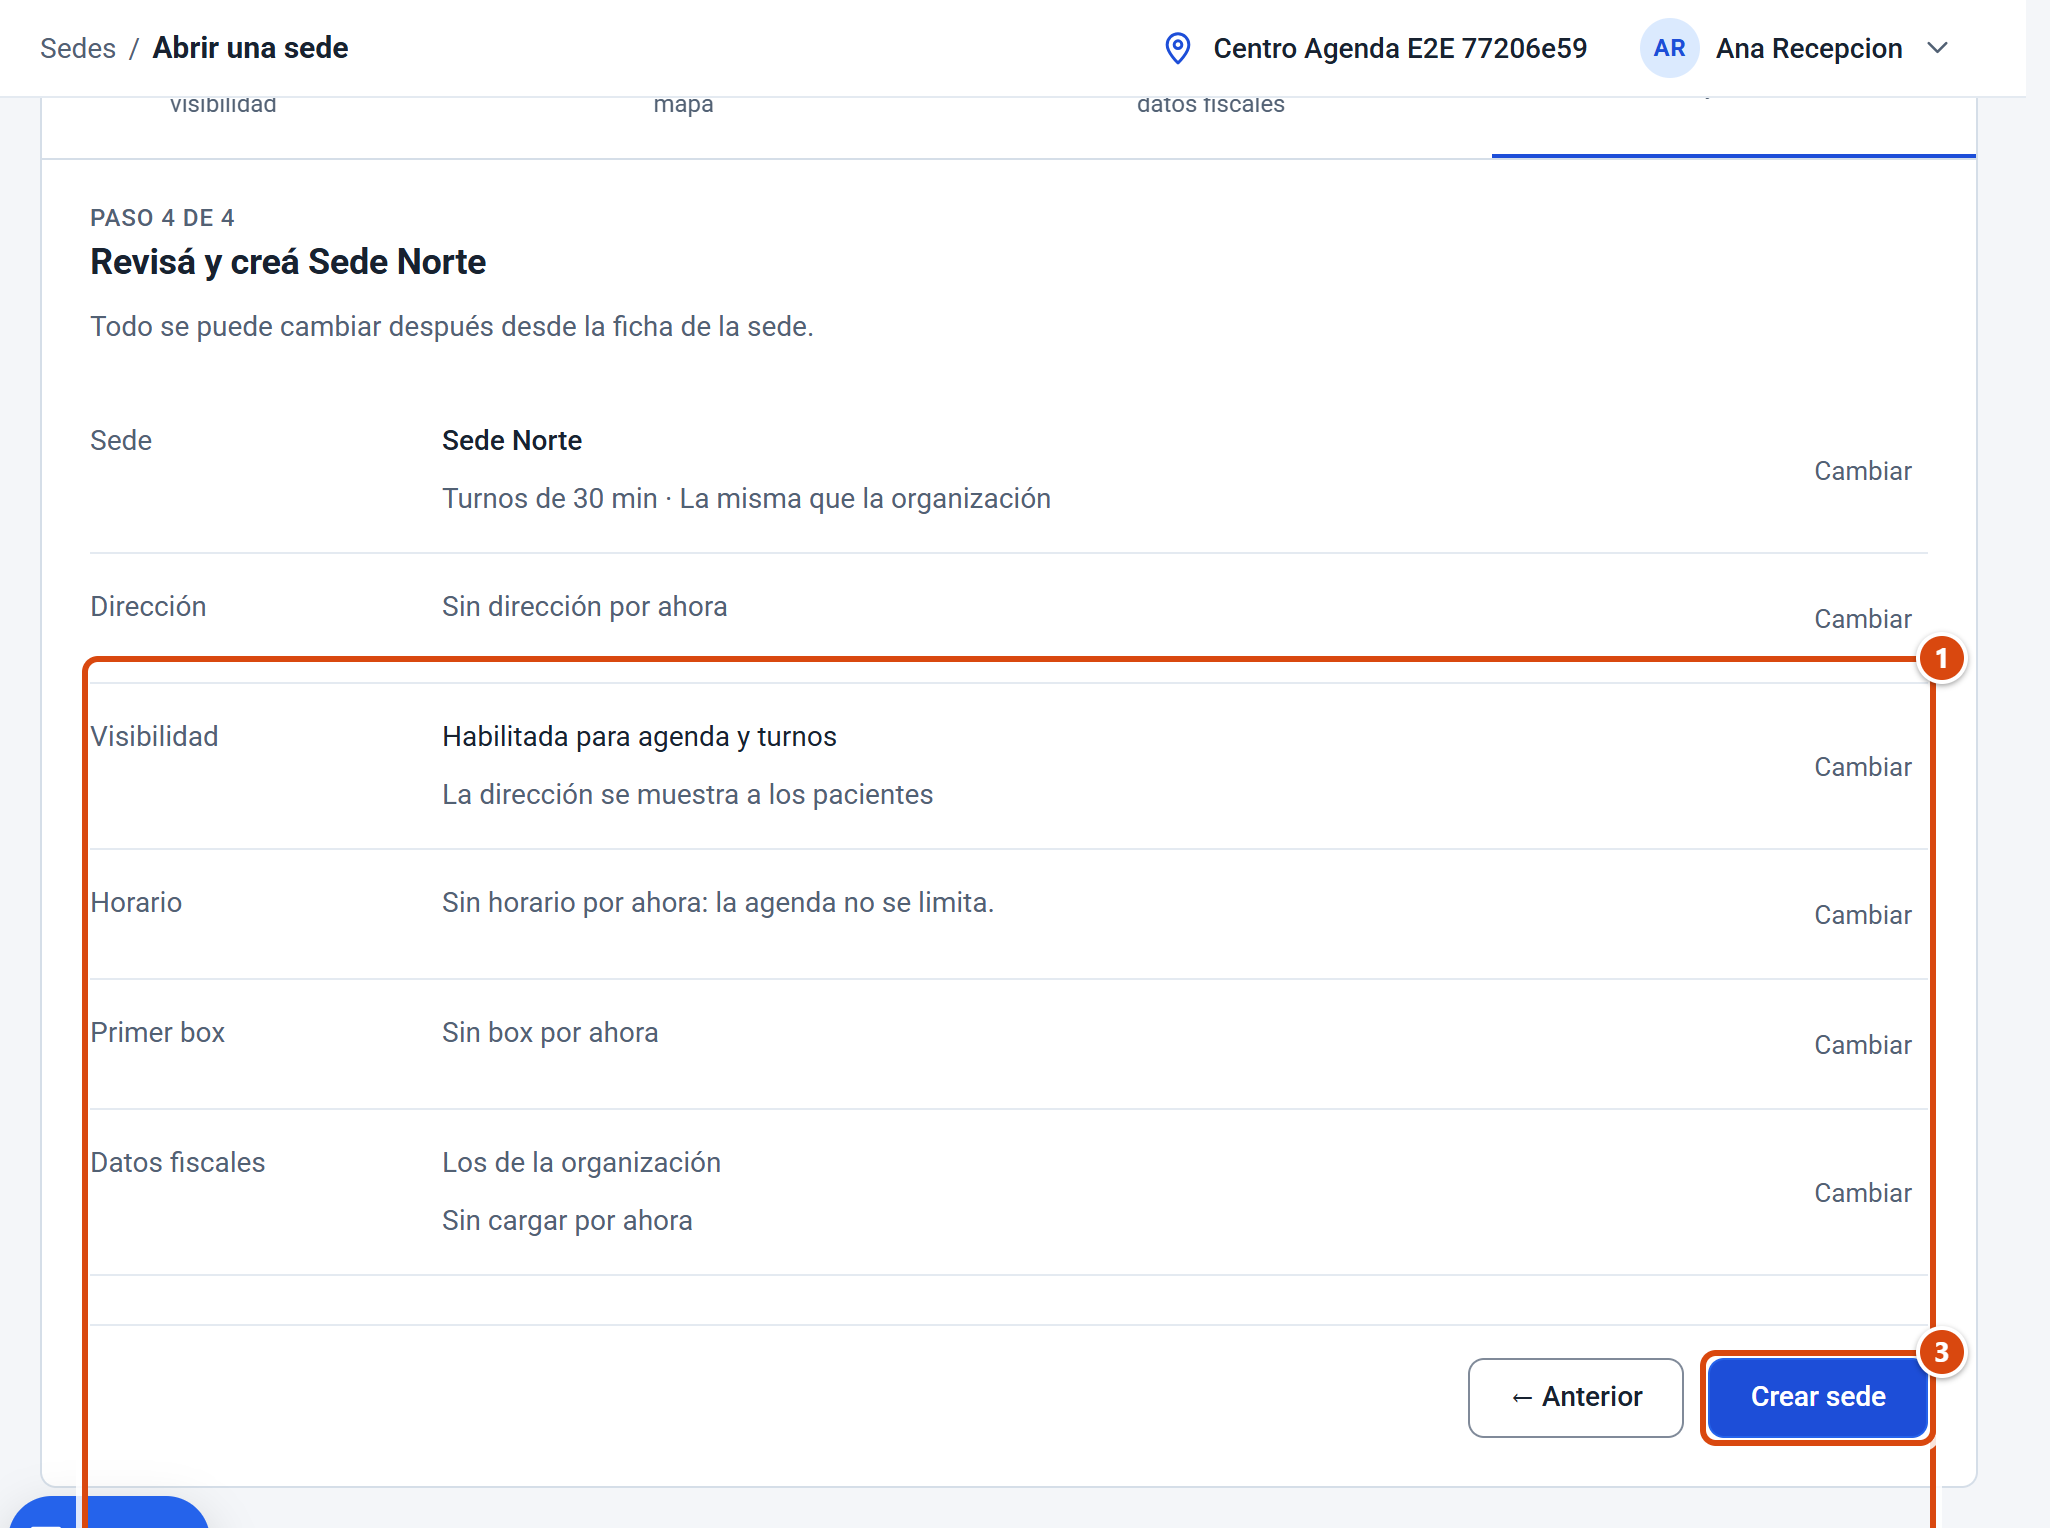 Sedes / Abrir una sede
Centro Agenda E2E 77206e59
AR Ana Recepcion
visibilidad
mapa
datos fiscales
PASO 4 DE 4
Revisá y creá Sede Norte
Todo se puede cambiar después desde la ficha de la sede.
Sede
Sede Norte
Turnos de 30 min · La misma que la organización
Cambiar
Dirección
Sin dirección por ahora
Cambiar
1
Visibilidad
Habilitada para agenda y turnos
La dirección se muestra a los pacientes
Cambiar
Horario
Sin horario por ahora: la agenda no se limita.
Cambiar
Primer box
Sin box por ahora
Cambiar
Datos fiscales
Los de la organización
Sin cargar por ahora
Cambiar
3
← Anterior
Crear sede